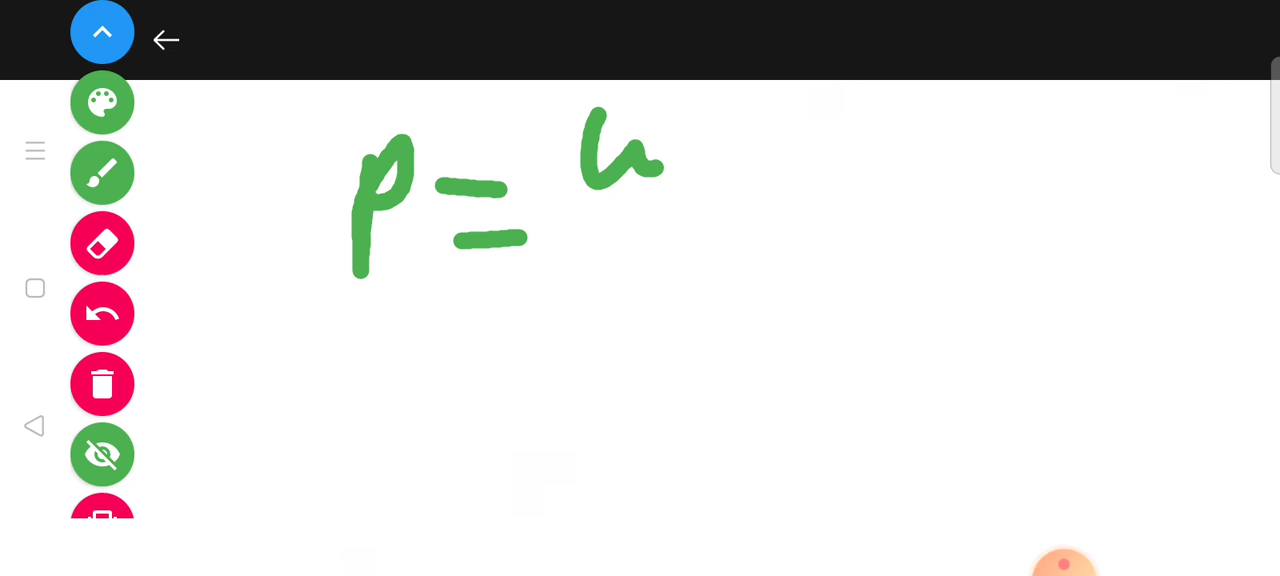 p = u